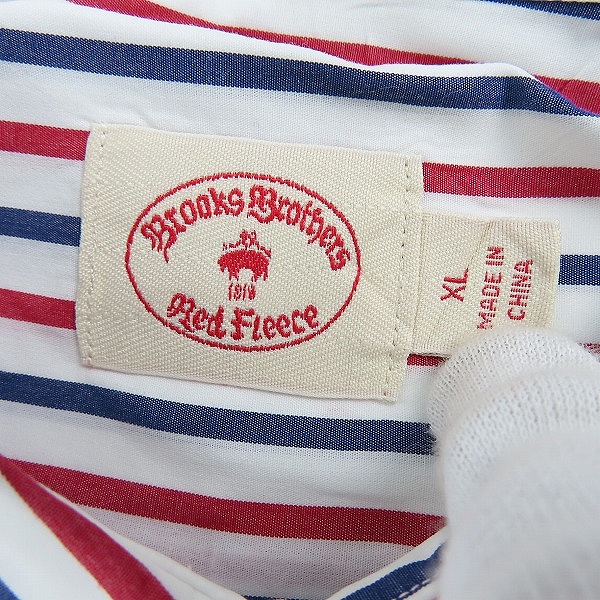 Brooks Brothers
1818
Red Fleece
XL
MADE IN
CHINA